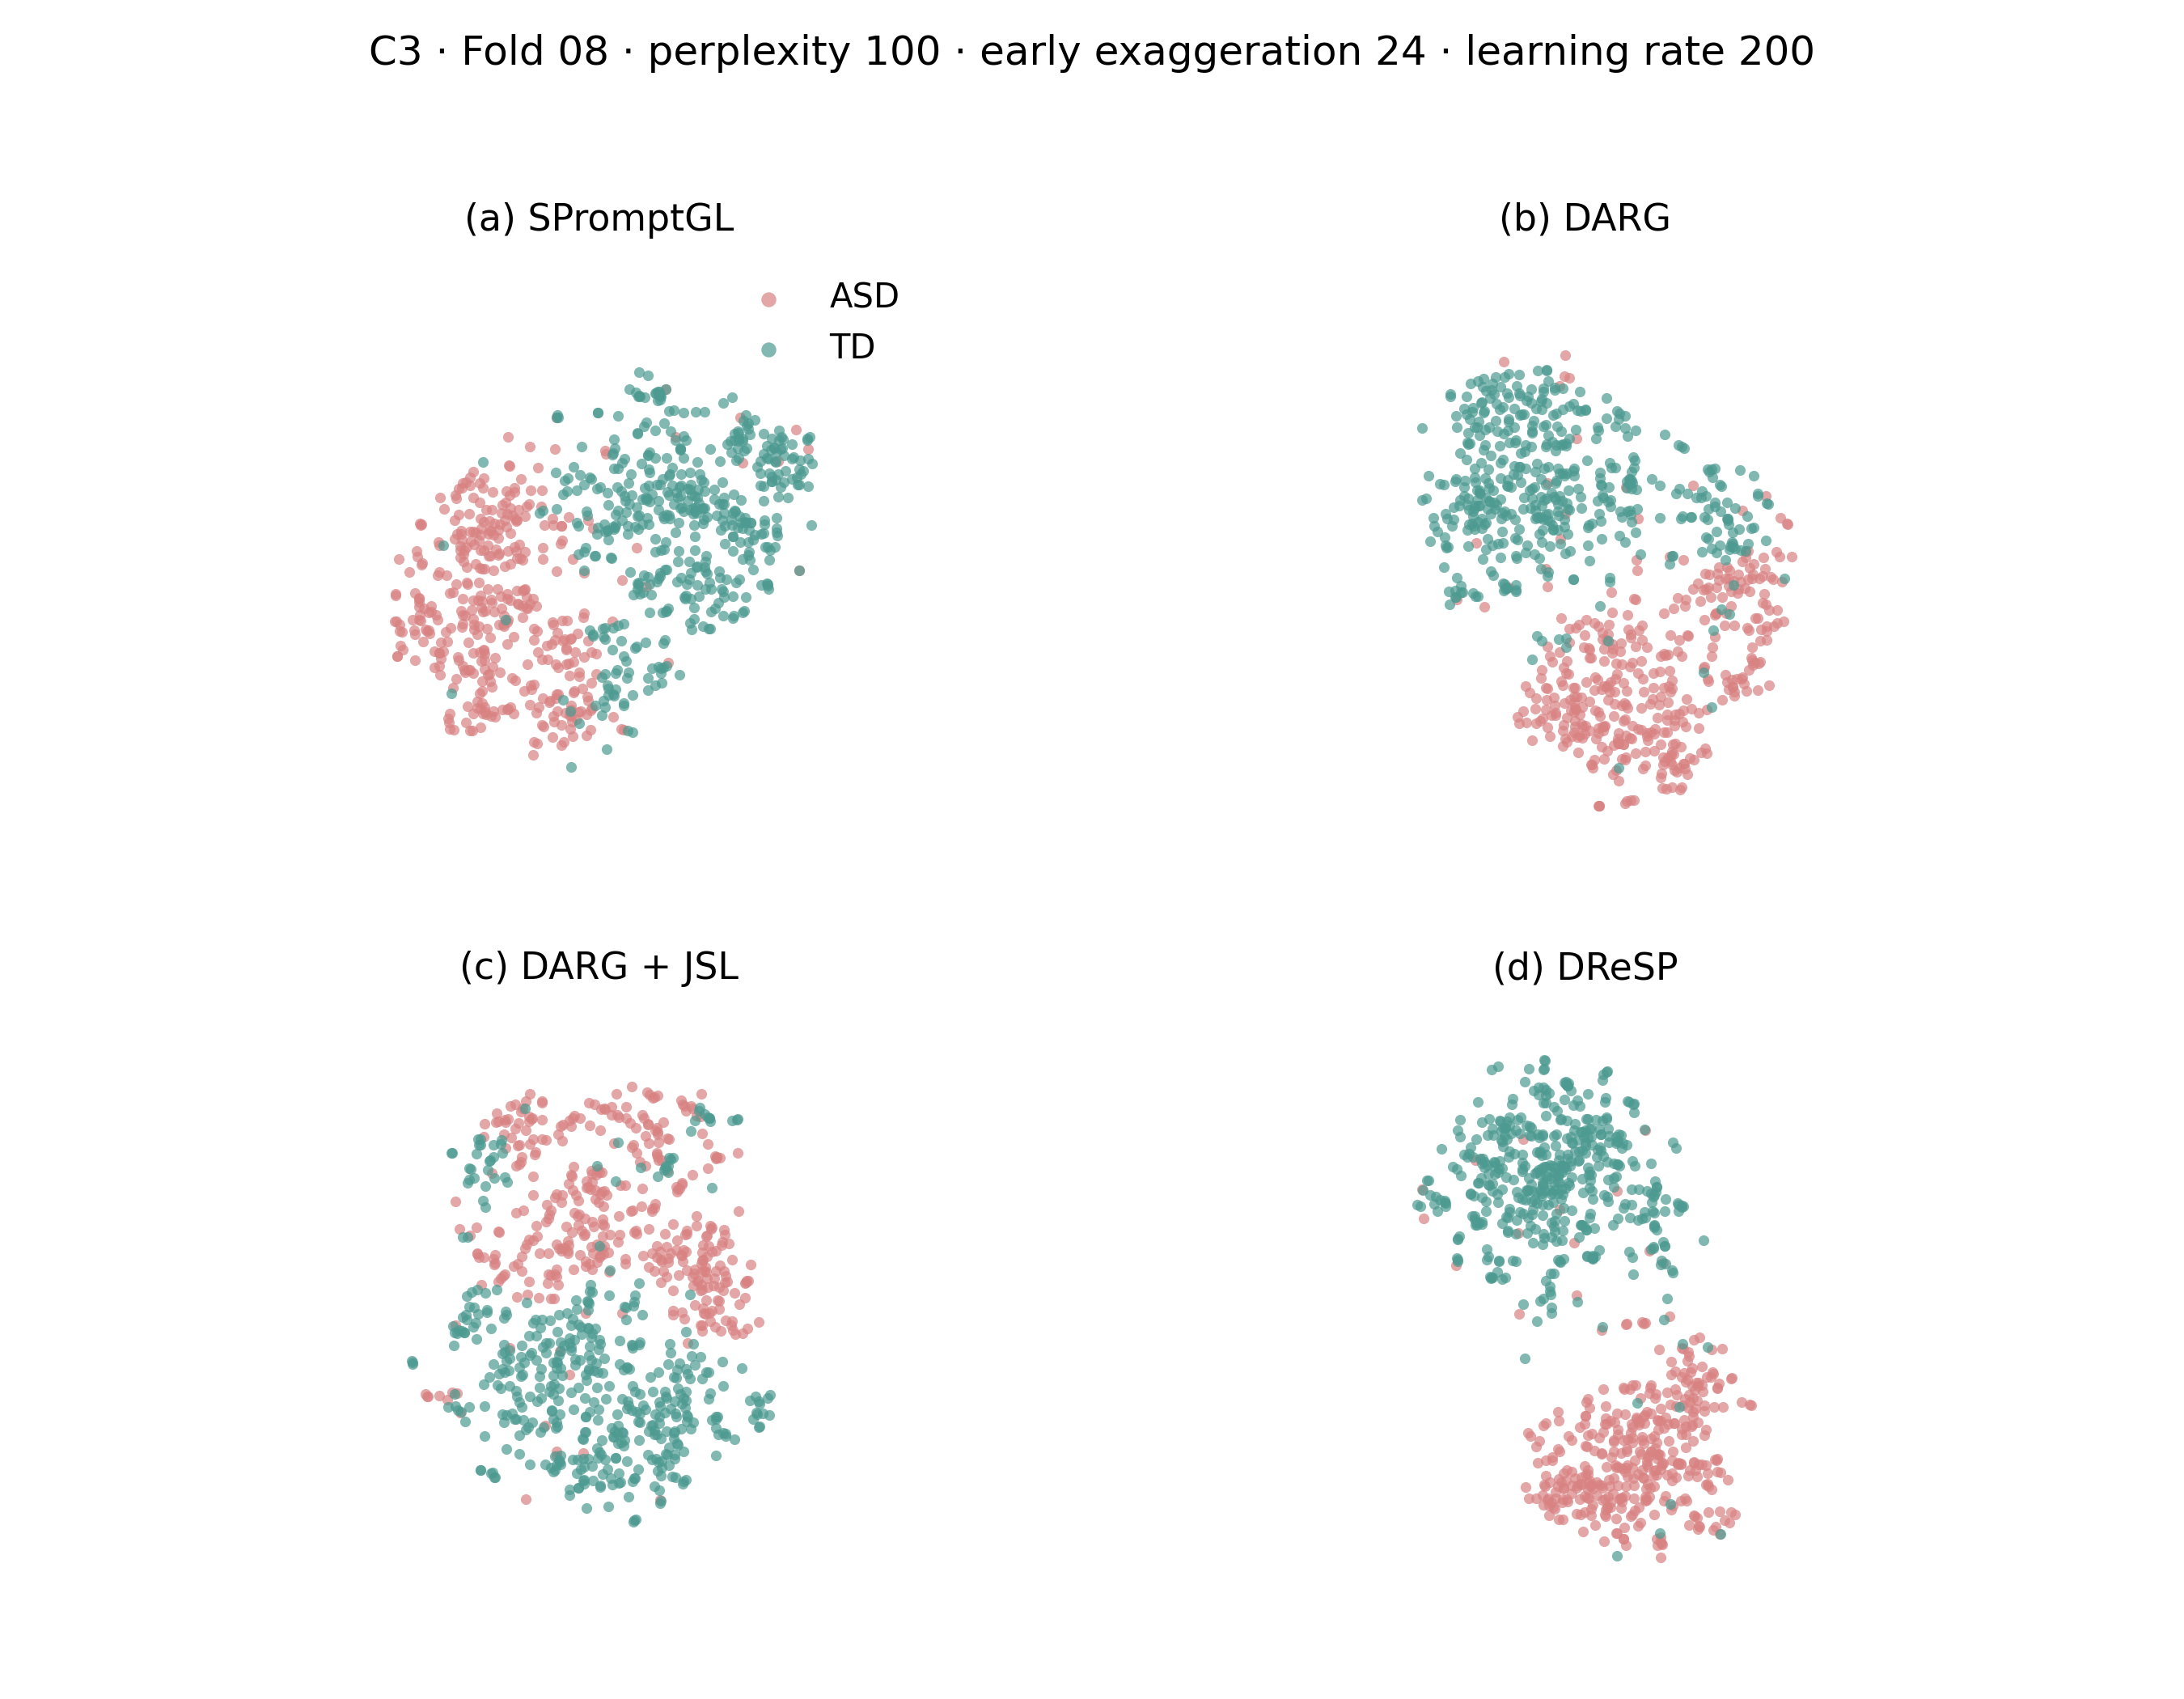 C3 · Fold 08 · perplexity 100 · early exaggeration 24 · learning rate 200
(a) SPromptGL
(b) DARG
ASD
TD
(c) DARG + JSL
(d) DReSP